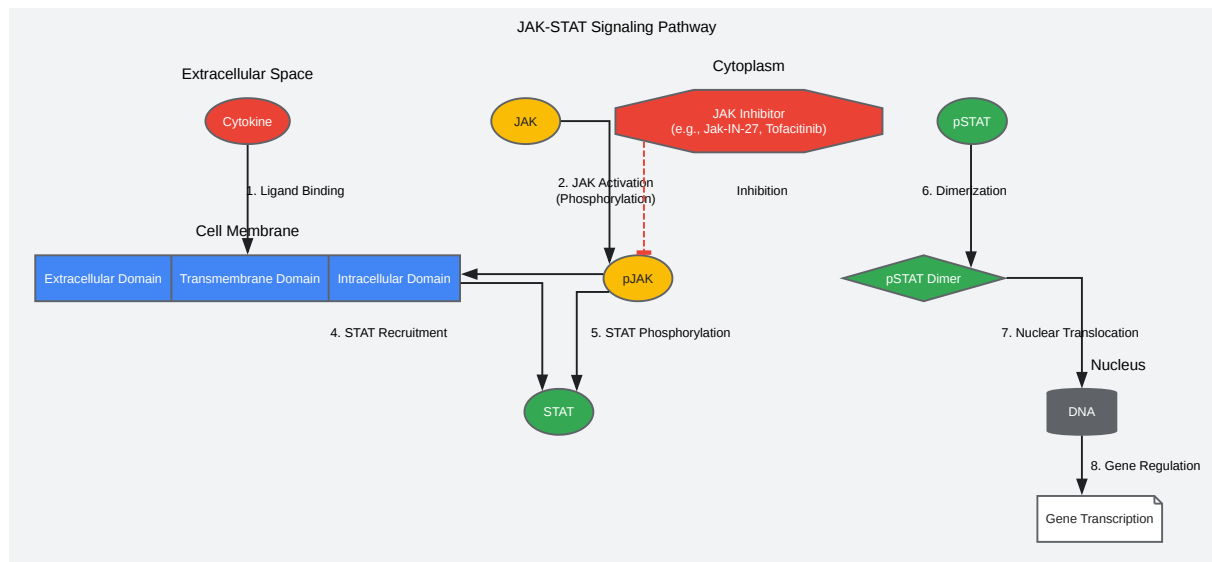 JAK-STAT Signaling Pathway
Extracellular Space
Cytoplasm
Cytokine
JAK
JAK Inhibitor
(e.g., Jak-IN-27, Tofacitinib)
pSTAT
1. Ligand Binding
2. JAK Activation
(Phosphorylation)
Inhibition
6. Dimerization
Cell Membrane
Extracellular Domain
Transmembrane Domain
Intracellular Domain
pJAK
pSTAT Dimer
4. STAT Recruitment
5. STAT Phosphorylation
7. Nuclear Translocation
Nucleus
STAT
DNA
8. Gene Regulation
Gene Transcription